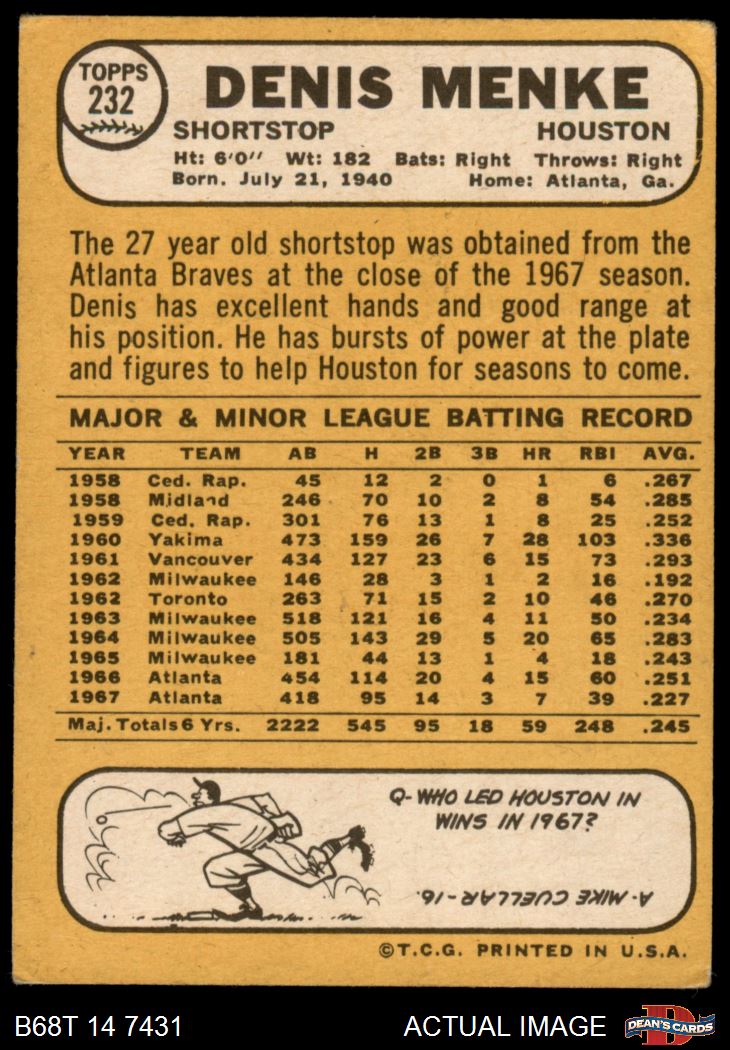 TOPPS
232
DENIS MENKE
SHORTSTOP HOUSTON
Ht: 6'0" Wt: 182 Bats: Right Throws: Right
Born. July 21, 1940 Home: Atlanta, Ga.
The 27 year old shortstop was obtained from the
Atlanta Braves at the close of the 1967 season.
Denis has excellent hands and good range at
his position. He has bursts of power at the plate
and figures to help Houston for seasons to come.
MAJOR & MINOR LEAGUE BATTING RECORD
YEAR TEAM AB H 2B 3B HR RBI AVG.
1958 Ced. Rap. 45 12 2 0 1 6 .267
1958 Midland 246 70 10 2 8 54 .285
1959 Ced. Rap. 301 76 13 1 8 25 .252
1960 Yakima 473 159 26 7 28 103 .336
1961 Vancouver 434 127 23 6 15 73 .293
1962 Milwaukee 146 28 3 1 2 16 .192
1962 Toronto 263 71 15 2 10 46 .270
1963 Milwaukee 518 121 16 4 11 50 .234
1964 Milwaukee 505 143 29 5 20 65 .283
1965 Milwaukee 181 44 13 1 4 18 .243
1966 Atlanta 454 114 20 4 15 60 .251
1967 Atlanta 418 95 14 3 7 39 .227
Maj. Totals 6 Yrs. 2222 545 95 18 59 248 .245
Q-WHO LED HOUSTON IN
WINS IN 1967?
A-MIKE CUELLAR-16.
©T.C.G. PRINTED IN U.S.A.
B68T 14 7431 ACTUAL IMAGE
D
DEAN'S CARDS